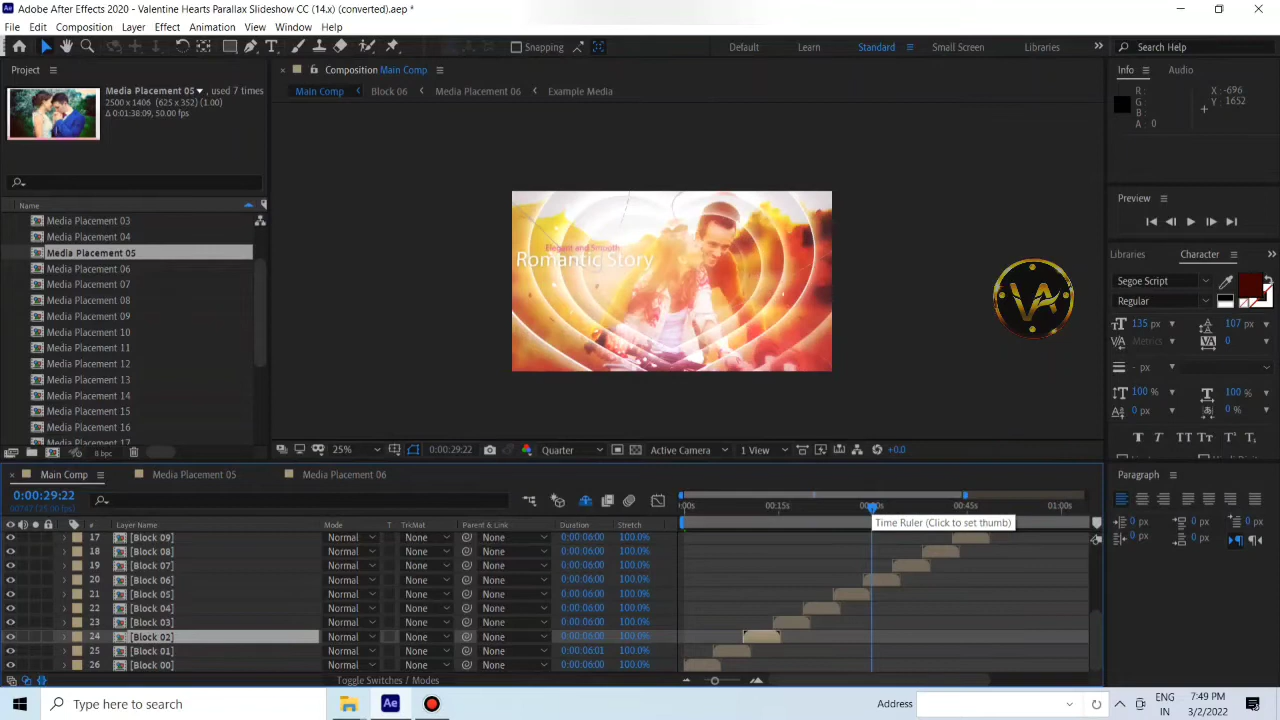 Adobe After Effects 2020 - Valentine Hearts Parallax Slideshow CC (14.x) (converted).aep *
File Edit Composition Layer Effect Animation View Window Help
Snapping Default Learn Standard Small Screen Libraries Search Help
Project
Media Placement 05, used 7 times
2500 x 1406 (625 x 352) (1.00)
Δ 0:01:38:09, 50.00 fps
Name
Media Placement 03
Media Placement 04
Media Placement 05
Media Placement 06
Media Placement 07
Media Placement 08
Media Placement 09
Media Placement 10
Media Placement 11
Media Placement 12
Media Placement 13
Media Placement 14
Media Placement 15
Media Placement 16
Media Placement 17
8 bpc
Composition Main Comp
Main Comp Block 06 Media Placement 06 Example Media
Elegant and Smooth
Romantic Story
VA
25% 0:00:29:22 Quarter Active Camera 1 View +0.0
Info Audio
R:
G:
B:
A: 0
X: -696
Y: 1652
Preview
Libraries Character
Segoe Script
Regular
135 px 107 px
Metrics 0
- px
100 % 100 %
0 px 0 %
T T TT Tr T¹ T₁
Paragraph
0 px 0 px 0 px
0 px 0 px
Main Comp Media Placement 05 Media Placement 06
0:00:29:22
# Layer Name Mode T TrkMat Parent & Link Duration Stretch
:00s 00:15s 00:30s 00:45s 01:00s
Time Ruler (Click to set thumb)
17 [Block 09] Normal None None 0:00:06:00 100.0%
18 [Block 08] Normal None None 0:00:06:00 100.0%
19 [Block 07] Normal None None 0:00:06:00 100.0%
20 [Block 06] Normal None None 0:00:06:00 100.0%
21 [Block 05] Normal None None 0:00:06:00 100.0%
22 [Block 04] Normal None None 0:00:06:00 100.0%
23 [Block 03] Normal None None 0:00:06:00 100.0%
24 [Block 02] Normal None None 0:00:06:00 100.0%
25 [Block 01] Normal None None 0:00:06:01 100.0%
26 [Block 00] Normal None None 0:00:06:00 100.0%
Toggle Switches / Modes
Type here to search
Ae
Address
ENG
IN
7:49 PM
3/2/2022